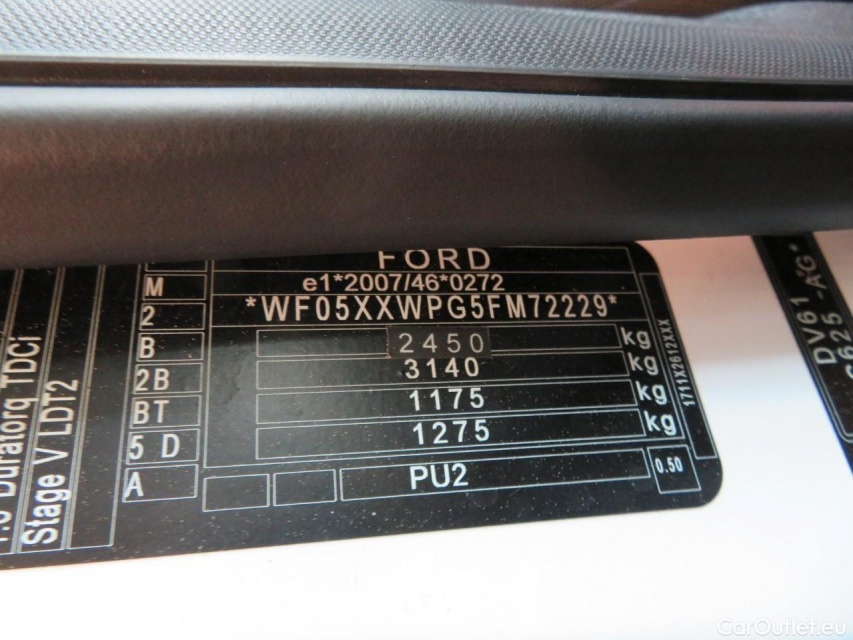 FORD
M
e1*2007/46*0272
2
*WF05XXWPG5FM72229*
B
2450 kg
2B
3140 kg
BT
1175 kg
5 D
1275 kg
A
PU2
0.50
1711X2612XXX
Duratorq TDCi
Stage V LDT2
DV61
-AG*
CarOutlet.eu